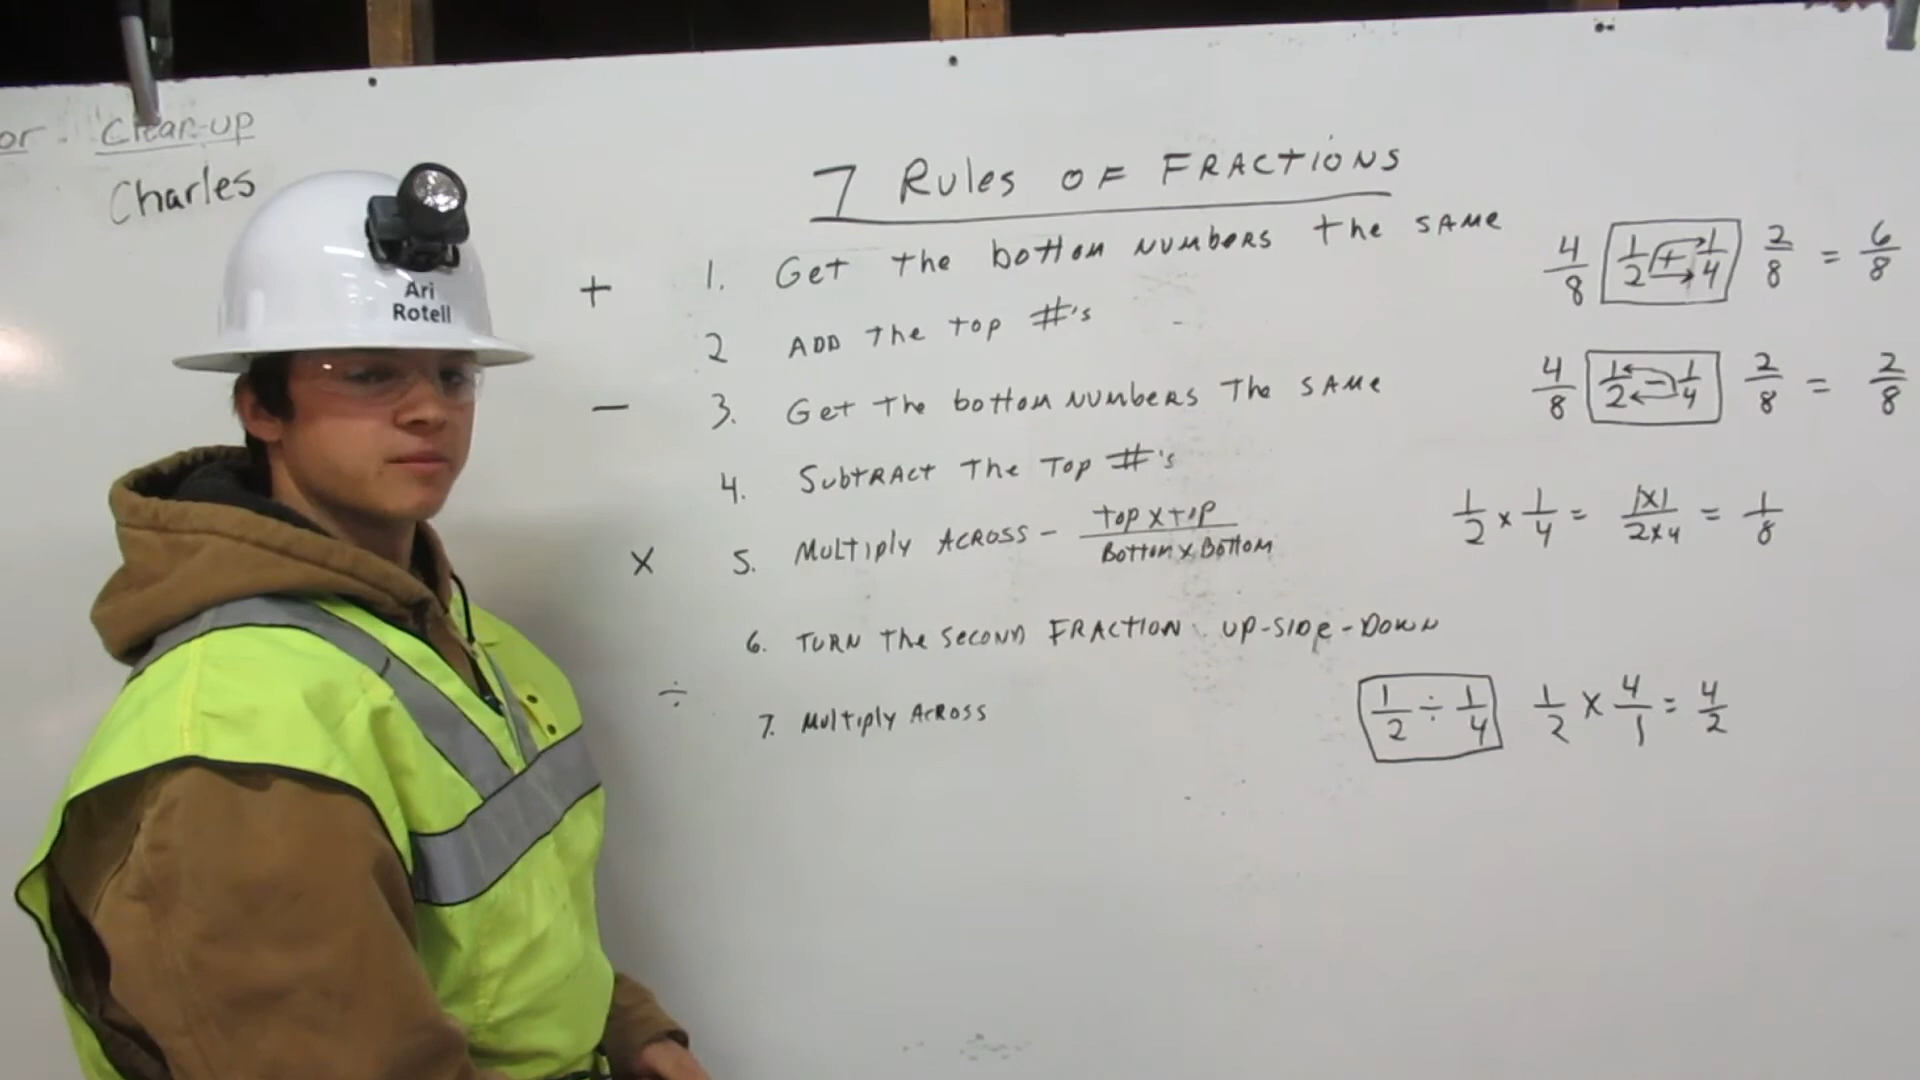 or. Clean-up
Charles
Ari
Rotell
7 Rules of FRACTIONS
+ 1. Get the bottom numbers the same 4/8 1/2 + 1/4 2/8 = 6/8
2 ADD the top #'s
− 3. Get the bottom numbers the same 4/8 1/2 − 1/4 2/8 = 2/8
4. Subtract the top #'s
x 5. Multiply Across - top x top / Bottom x Bottom 1/2 x 1/4 = 1x1/2x4 = 1/8
6. Turn the second FRACTION up-side-down
÷ 7. Multiply Across 1/2 ÷ 1/4 1/2 x 4/1 = 4/2